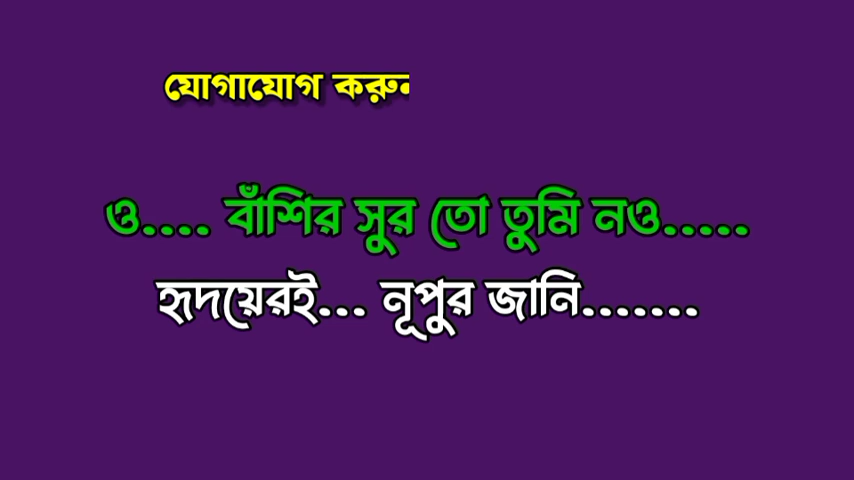 যোগাযোগ করুন
ও.... বাঁশির সুর তো তুমি নও.....
হৃদয়েরই... নূপুর জানি.......